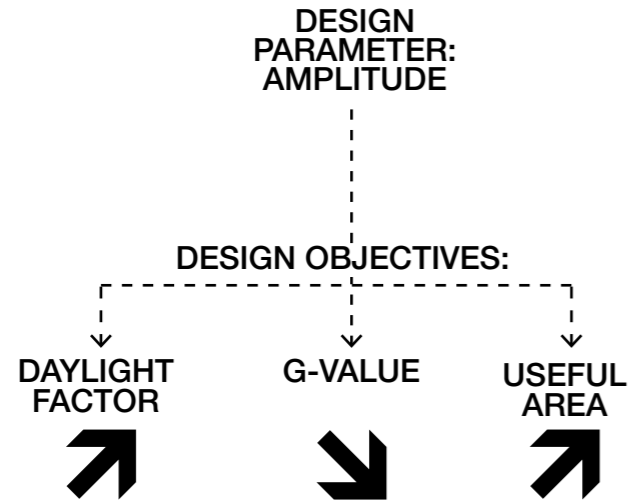 DESIGN
PARAMETER:
AMPLITUDE
DESIGN OBJECTIVES:
DAYLIGHT
FACTOR
G-VALUE
USEFUL
AREA